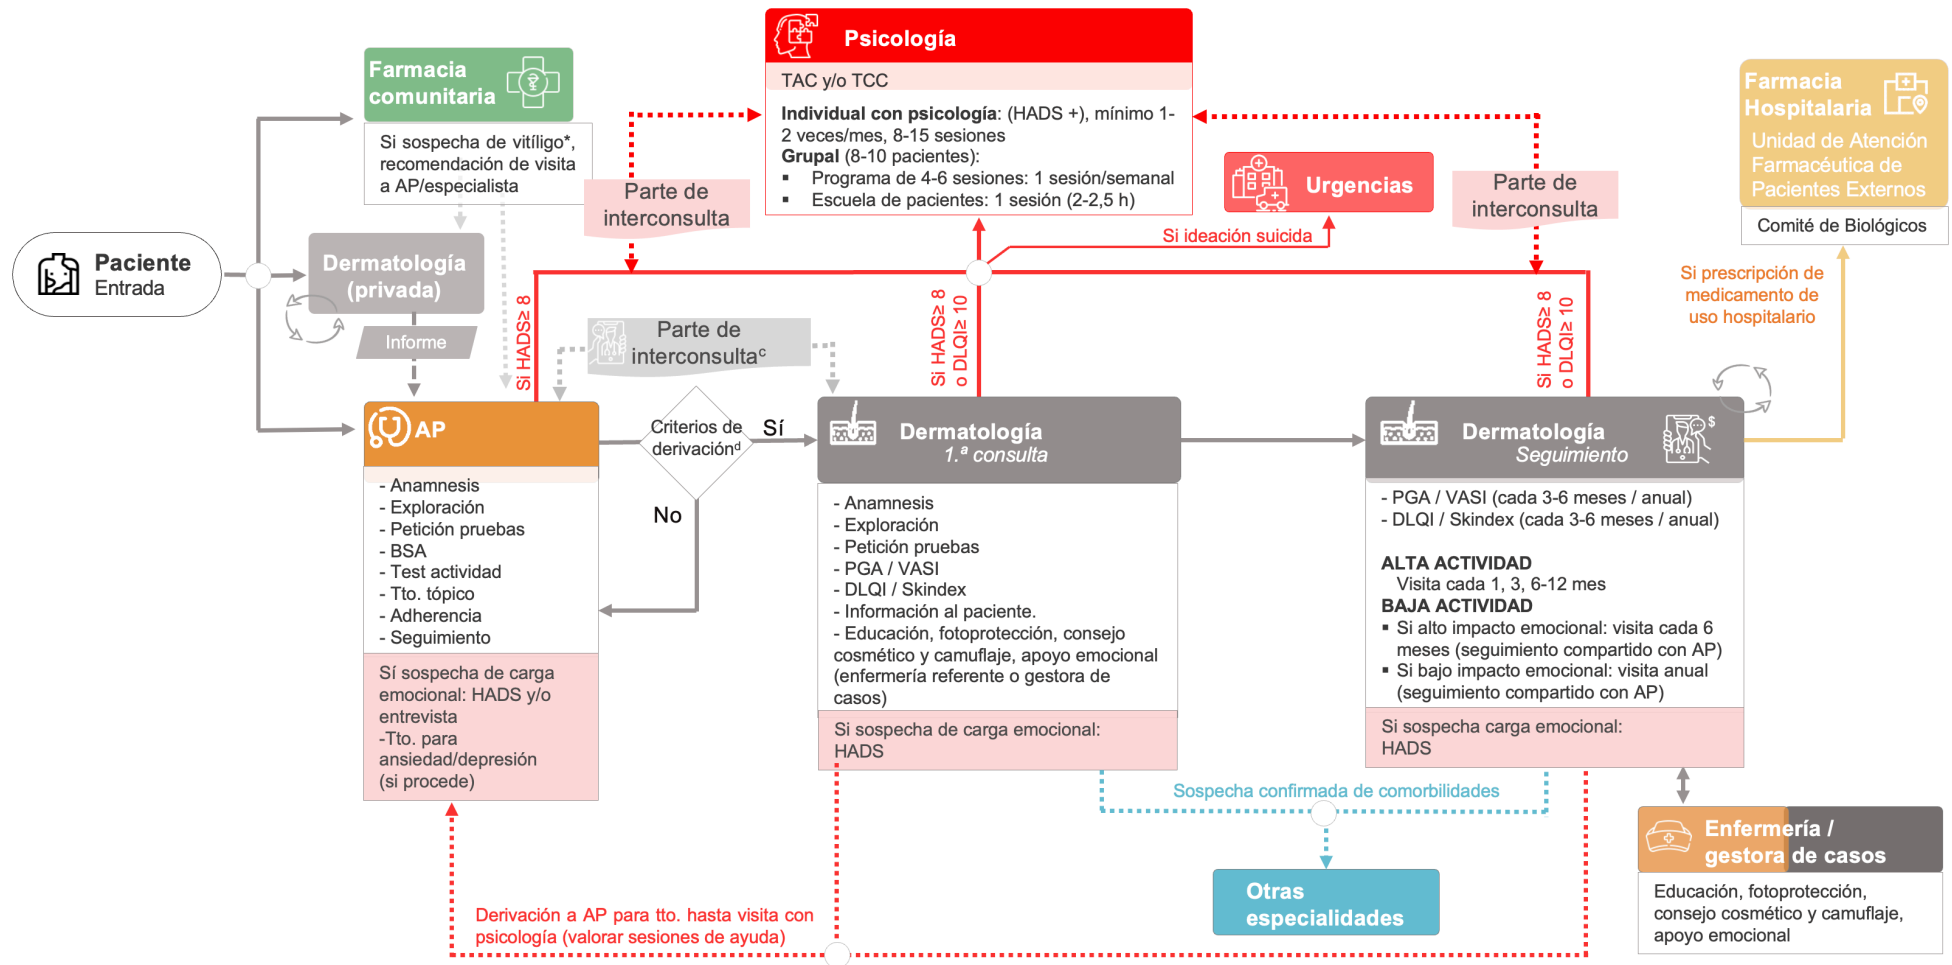 Psicología
TAC y/o TCC
Individual con psicología: (HADS +), mínimo 1-
2 veces/mes, 8-15 sesiones
Grupal (8-10 pacientes):
▪ Programa de 4-6 sesiones: 1 sesión/semanal
▪ Escuela de pacientes: 1 sesión (2-2,5 h)
Farmacia
comunitaria
Si sospecha de vitíligo*,
recomendación de visita
a AP/especialista
Farmacia
Hospitalaria
Unidad de Atención
Farmacéutica de
Pacientes Externos
Comité de Biológicos
Urgencias
Parte de
interconsulta
Parte de
interconsulta
Si ideación suicida
Paciente
Entrada
Dermatología
(privada)
Informe
Si HADS≥ 8
Parte de
interconsultaᶜ
Si HADS≥ 8
o DLQI≥ 10
Si HADS≥ 8
o DLQI≥ 10
Si prescripción de
medicamento de
uso hospitalario
AP
- Anamnesis
- Exploración
- Petición pruebas
- BSA
- Test actividad
- Tto. tópico
- Adherencia
- Seguimiento
Sí sospecha de carga
emocional: HADS y/o
entrevista
-Tto. para
ansiedad/depresión
(si procede)
Criterios de
derivaciónᵈ
Sí
No
Dermatología
1.ª consulta
- Anamnesis
- Exploración
- Petición pruebas
- PGA / VASI
- DLQI / Skindex
- Información al paciente.
- Educación, fotoprotección, consejo
cosmético y camuflaje, apoyo emocional
(enfermería referente o gestora de
casos)
Si sospecha de carga emocional:
HADS
Dermatología
Seguimiento
$
- PGA / VASI (cada 3-6 meses / anual)
- DLQI / Skindex (cada 3-6 meses / anual)
ALTA ACTIVIDAD
Visita cada 1, 3, 6-12 mes
BAJA ACTIVIDAD
▪ Si alto impacto emocional: visita cada 6
meses (seguimiento compartido con AP)
▪ Si bajo impacto emocional: visita anual
(seguimiento compartido con AP)
Si sospecha carga emocional:
HADS
Sospecha confirmada de comorbilidades
Otras
especialidades
Enfermería /
gestora de casos
Educación, fotoprotección,
consejo cosmético y camuflaje,
apoyo emocional
Derivación a AP para tto. hasta visita con
psicología (valorar sesiones de ayuda)